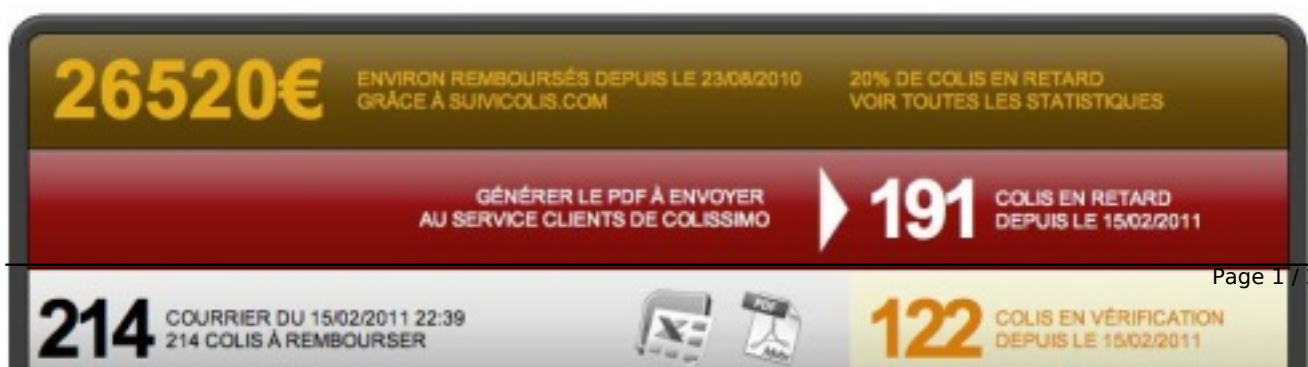 26520€
ENVIRON REMBOURSÉS DEPUIS LE 23/08/2010
GRÂCE À SUIVICOLIS.COM
20% DE COLIS EN RETARD
VOIR TOUTES LES STATISTIQUES
GÉNÉRER LE PDF À ENVOYER
AU SERVICE CLIENTS DE COLISSIMO
191
COLIS EN RETARD
DEPUIS LE 15/02/2011
Page 1 /
214
COURRIER DU 15/02/2011 22:39
214 COLIS À REMBOURSER
PDF
122
COLIS EN VÉRIFICATION
DEPUIS LE 15/02/2011